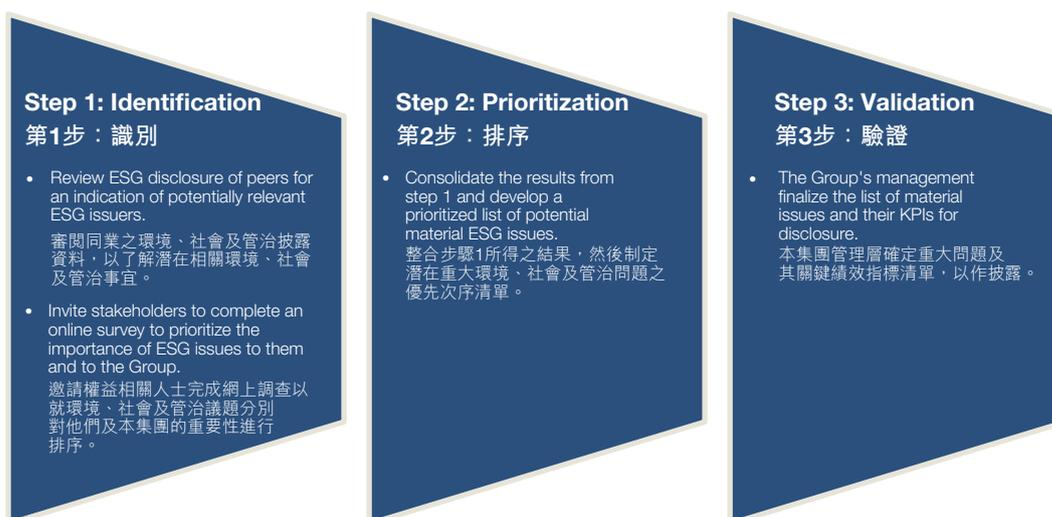 Step 1: Identification
第1步：識別
• Review ESG disclosure of peers for
an indication of potentially relevant
ESG issuers.
審閱同業之環境、社會及管治披露
資料，以了解潛在相關環境、社會
及管治事宜。
• Invite stakeholders to complete an
online survey to prioritize the
importance of ESG issues to them
and to the Group.
邀請權益相關人士完成網上調查以
就環境、社會及管治議題分別
對他們及本集團的重要性進行
排序。
Step 2: Prioritization
第2步：排序
• Consolidate the results from
step 1 and develop a
prioritized list of potential
material ESG issues.
整合步驟1所得之結果，然後制定
潛在重大環境、社會及管治問題之
優先次序清單。
Step 3: Validation
第3步：驗證
• The Group's management
finalize the list of material
issues and their KPIs for
disclosure.
本集團管理層確定重大問題及
其關鍵績效指標清單，以作披露。